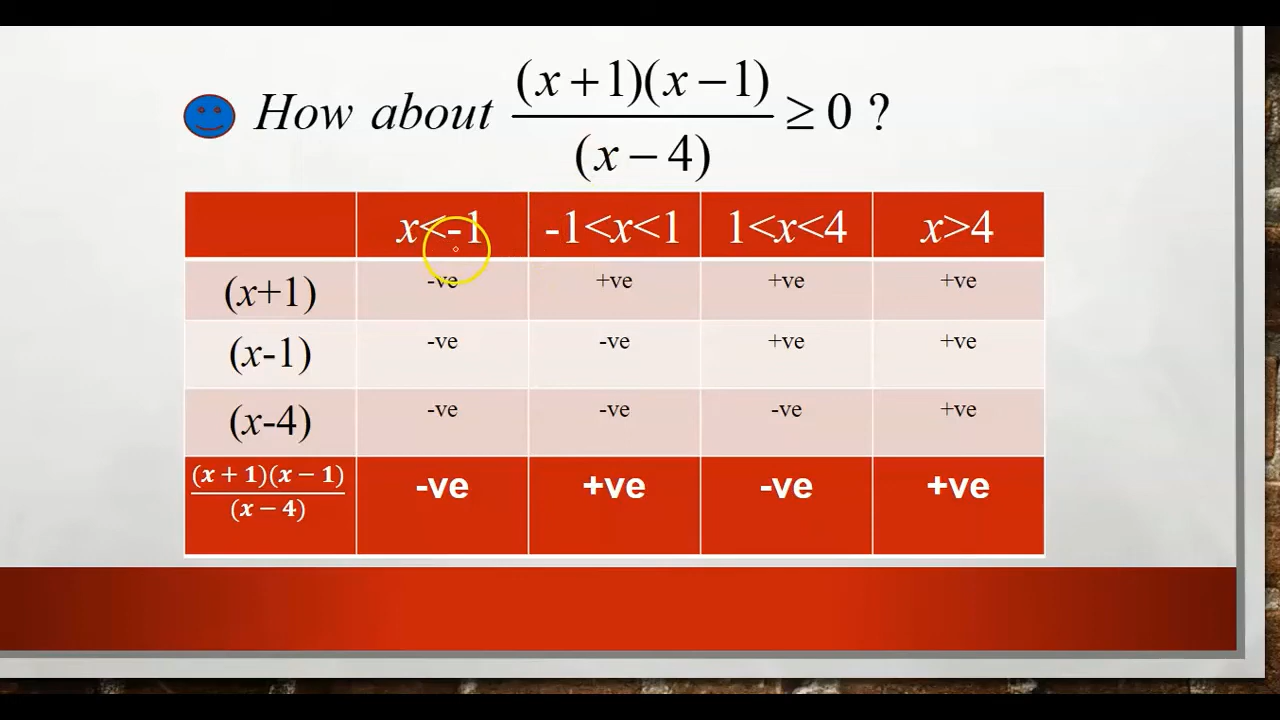 How about (x+1)(x−1)/(x−4) ≥ 0 ?
x<-1 -1<x<1 1<x<4 x>4
(x+1) -ve +ve +ve +ve
(x-1) -ve -ve +ve +ve
(x-4) -ve -ve -ve +ve
(x + 1)(x − 1)/(x − 4) -ve +ve -ve +ve